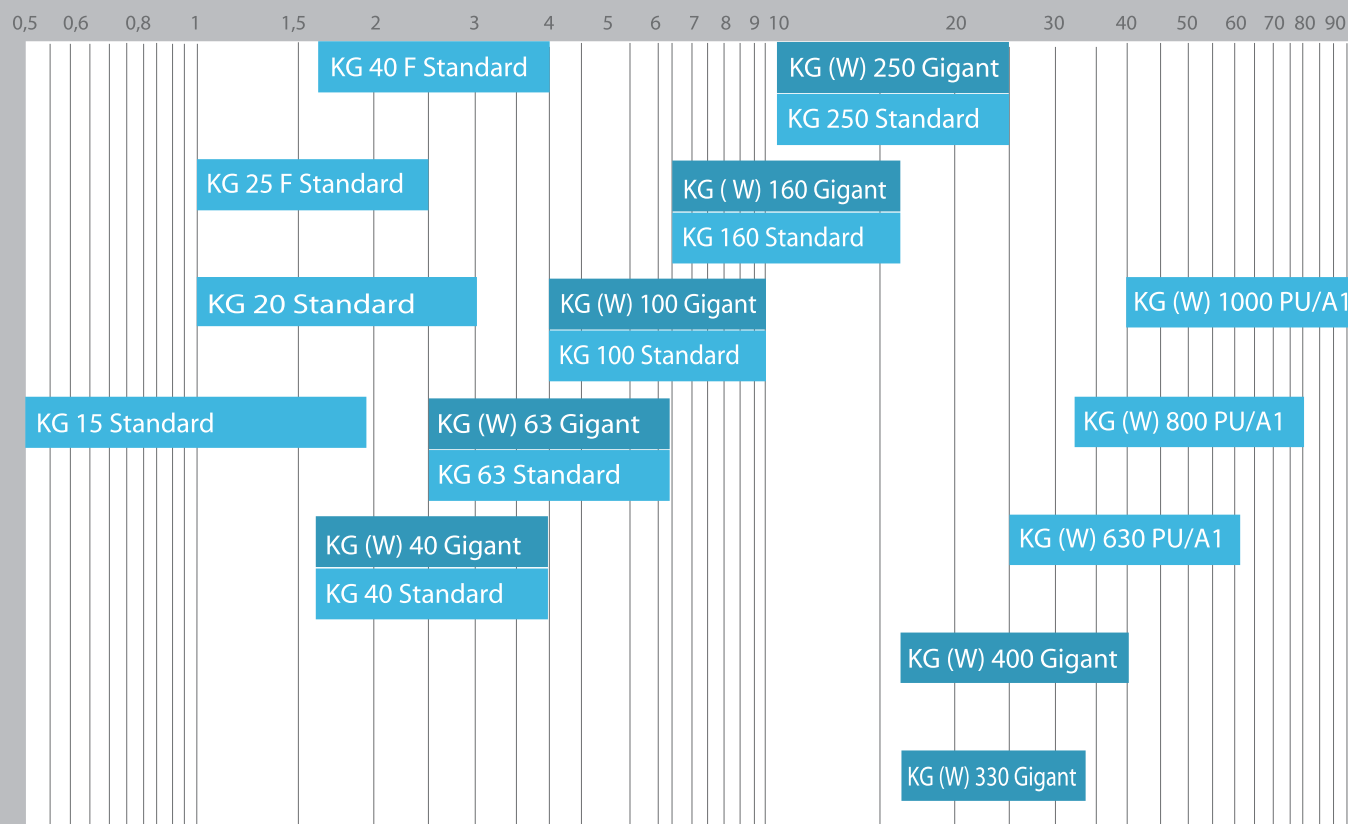 0,5 0,6 0,8 1 1,5 2 3 4 5 6 7 8 9 10 20 30 40 50 60 70 80 90
KG 40 F Standard
KG (W) 250 Gigant
KG 250 Standard
KG 25 F Standard
KG ( W) 160 Gigant
KG 160 Standard
KG 20 Standard
KG (W) 100 Gigant
KG (W) 1000 PU/A1
KG 100 Standard
KG 15 Standard
KG (W) 63 Gigant
KG (W) 800 PU/A1
KG 63 Standard
KG (W) 40 Gigant
KG (W) 630 PU/A1
KG 40 Standard
KG (W) 400 Gigant
KG (W) 330 Gigant